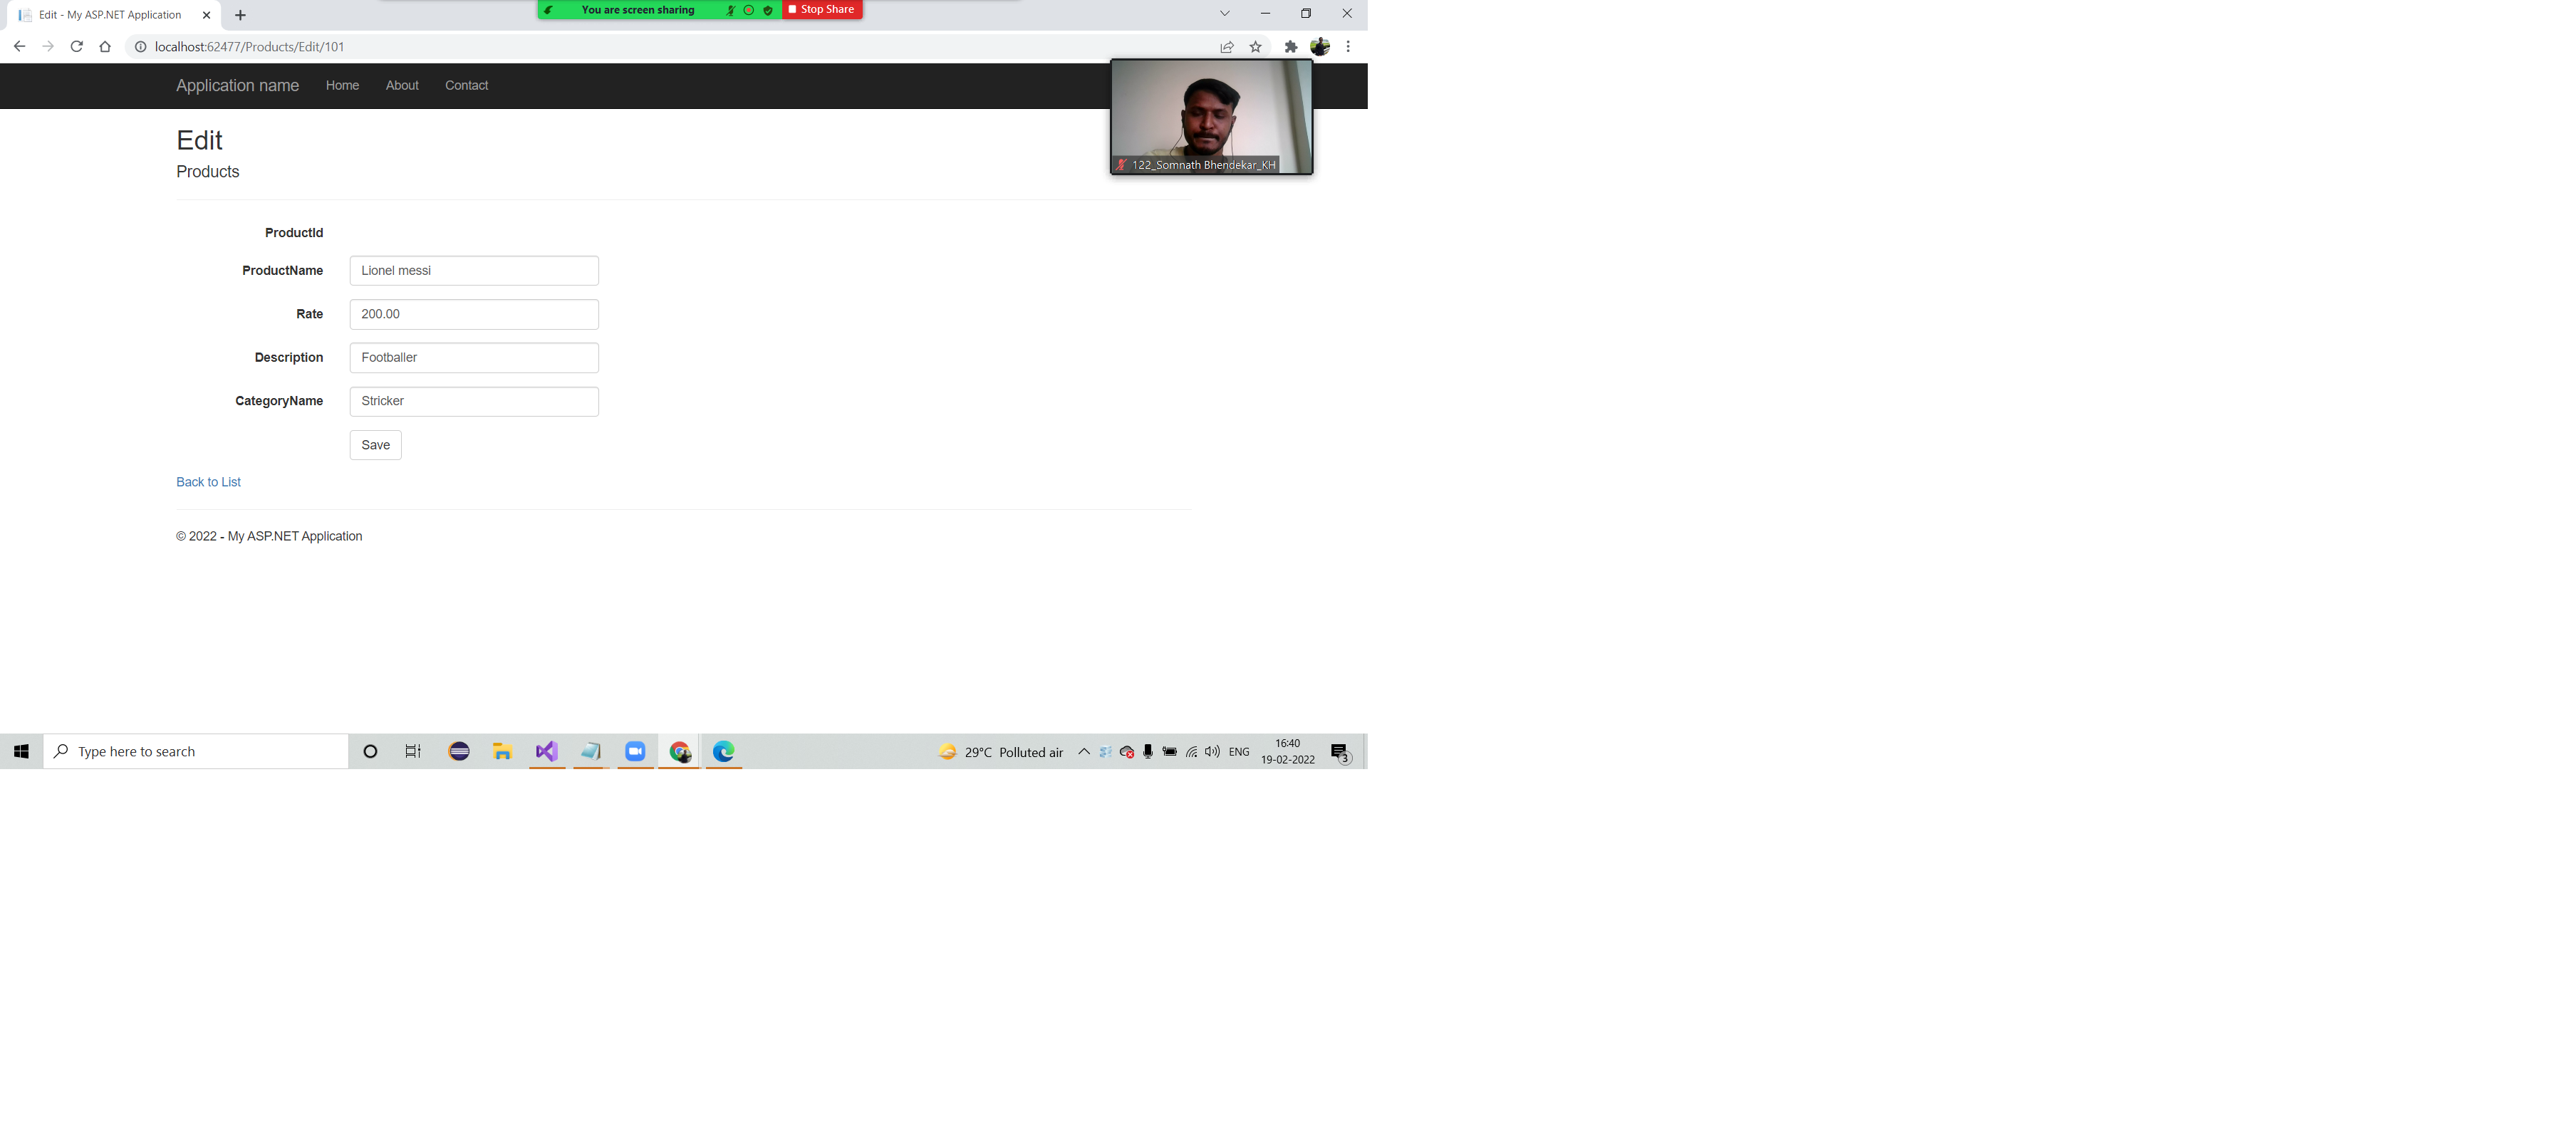 Edit - My ASP.NET Application
You are screen sharing
Stop Share
localhost:62477/Products/Edit/101
Application name Home About Contact
122_Somnath Bhendekar_KH
Edit
Products
ProductId
ProductName Lionel messi
Rate 200.00
Description Footballer
CategoryName Stricker
Save
Back to List
© 2022 - My ASP.NET Application
Type here to search
29°C Polluted air
ENG
16:40
19-02-2022
3